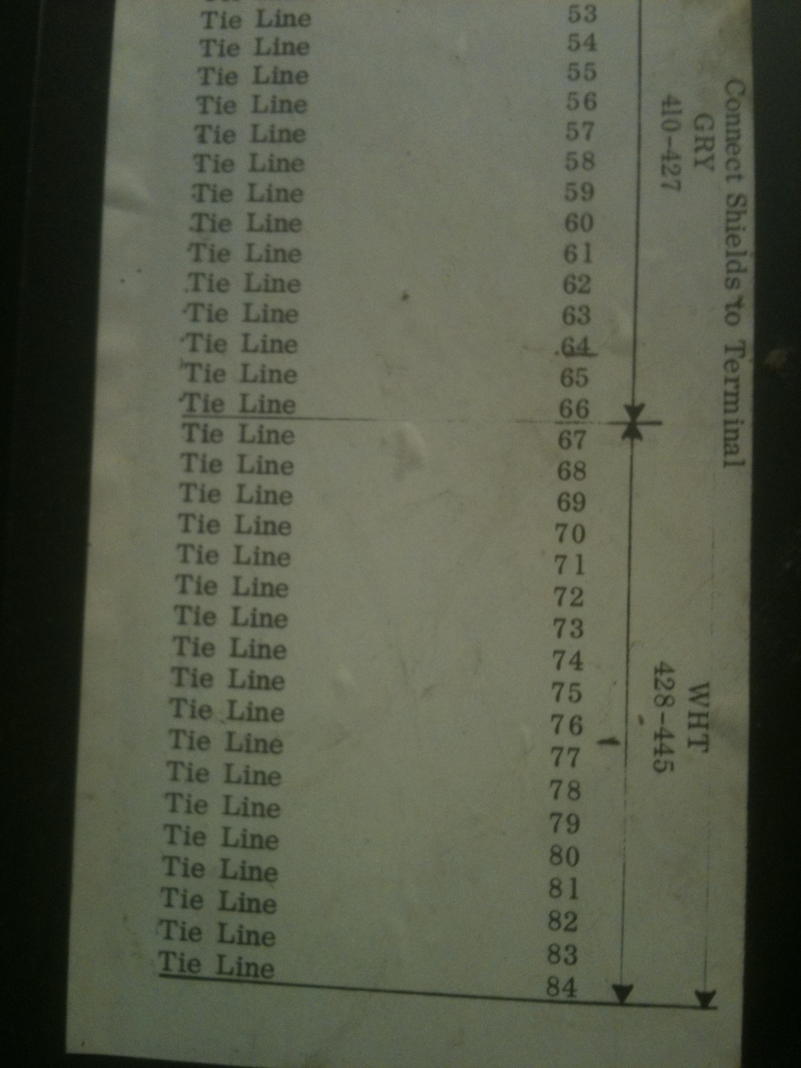 Tie Line 53
Tie Line 54
Tie Line 55
Tie Line 56
Tie Line 57
Tie Line 58
Tie Line 59
Tie Line 60
Tie Line 61
Tie Line 62
Tie Line 63
Tie Line 64
Tie Line 65
Tie Line 66
Tie Line 67
Tie Line 68
Tie Line 69
Tie Line 70
Tie Line 71
Tie Line 72
Tie Line 73
Tie Line 74
Tie Line 75
Tie Line 76
Tie Line 77
Tie Line 78
Tie Line 79
Tie Line 80
Tie Line 81
Tie Line 82
Tie Line 83
Tie Line 84
Connect Shields to Terminal
GRY
410-427
WHT
428-445